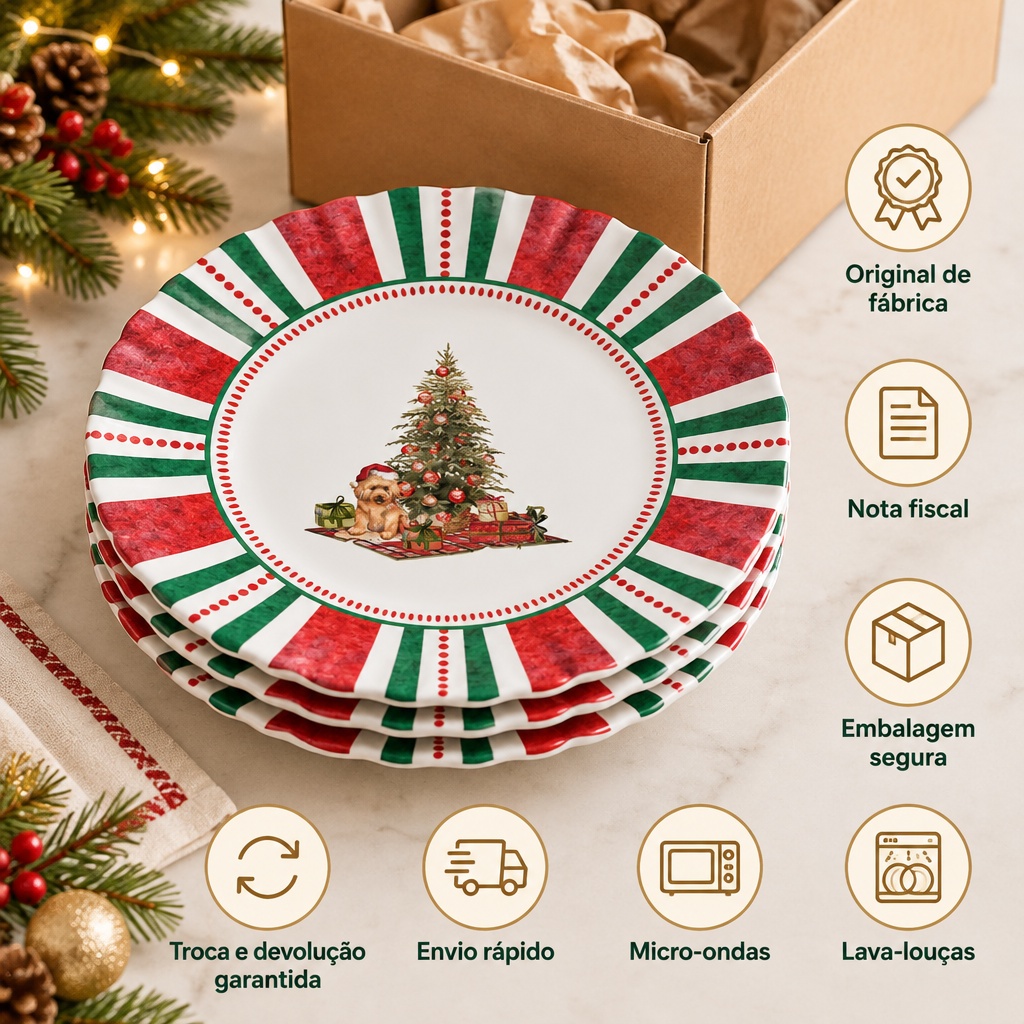 Original de
fábrica
Nota fiscal
Embalagem
segura
Troca e devolução
garantida
Envio rápido
Micro-ondas
Lava-louças